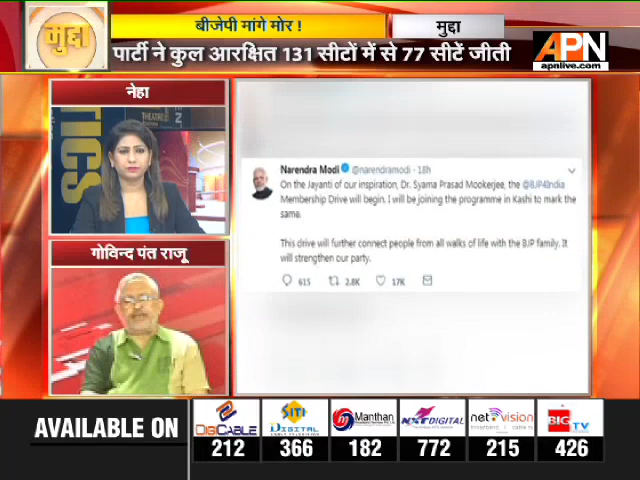 मुद्दा
बीजेपी मांगे मोर !
मुद्दा
पार्टी ने कुल आरक्षित 131 सीटों में से 77 सीटें जीती
APN
apnlive.com
नेहा
TICS
THEATRE
गोविन्द पंत राजू
Narendra Modi @narendramodi · 18h
On the Jayanti of our inspiration, Dr. Syama Prasad Mookerjee, the @BJP4India
Membership Drive will begin. I will be joining the programme in Kashi to mark the
same.
This drive will further connect people from all walks of life with the BJP family. It
will strengthen our party.
615 2.8K 17K
AVAILABLE ON
DIGICABLE
212
SITI
DIGITAL
366
Manthan
182
NXT DIGITAL
772
net vision
215
BIG
TV
426